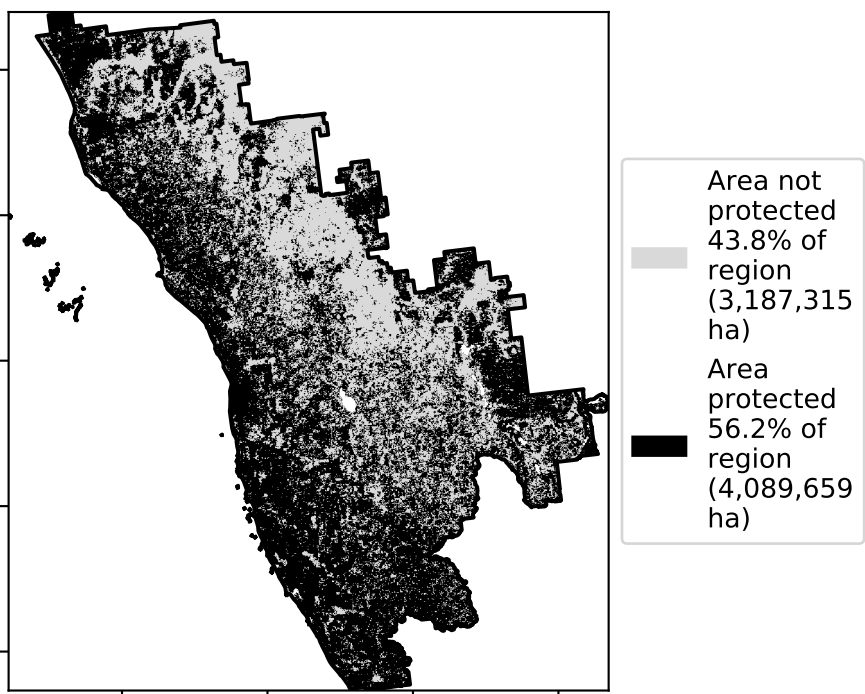 Area not
protected
43.8% of
region
(3,187,315
ha)
Area
protected
56.2% of
region
(4,089,659
ha)